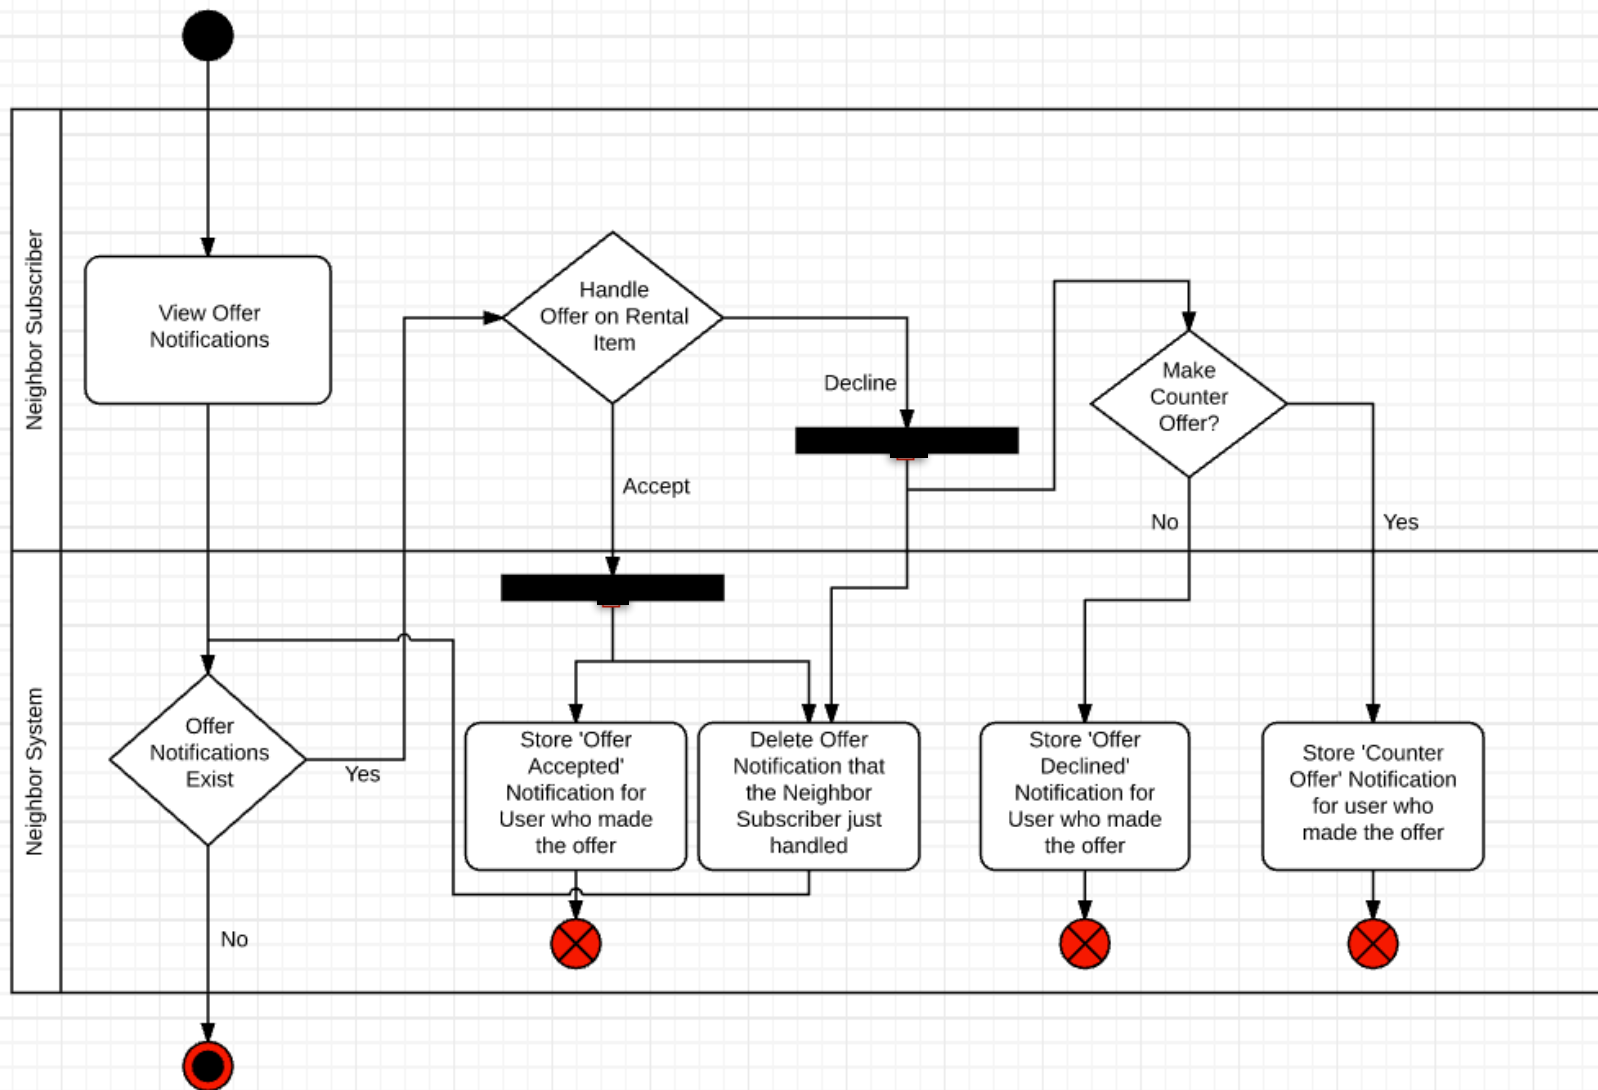 Neighbor Subscriber
View Offer
Notifications
Handle
Offer on Rental
Item
Decline
Accept
Make
Counter
Offer?
No
Yes
Neighbor System
Offer
Notifications
Exist
Yes
No
Store 'Offer
Accepted'
Notification for
User who made
the offer
Delete Offer
Notification that
the Neighbor
Subscriber just
handled
Store 'Offer
Declined'
Notification for
User who made
the offer
Store 'Counter
Offer' Notification
for user who
made the offer